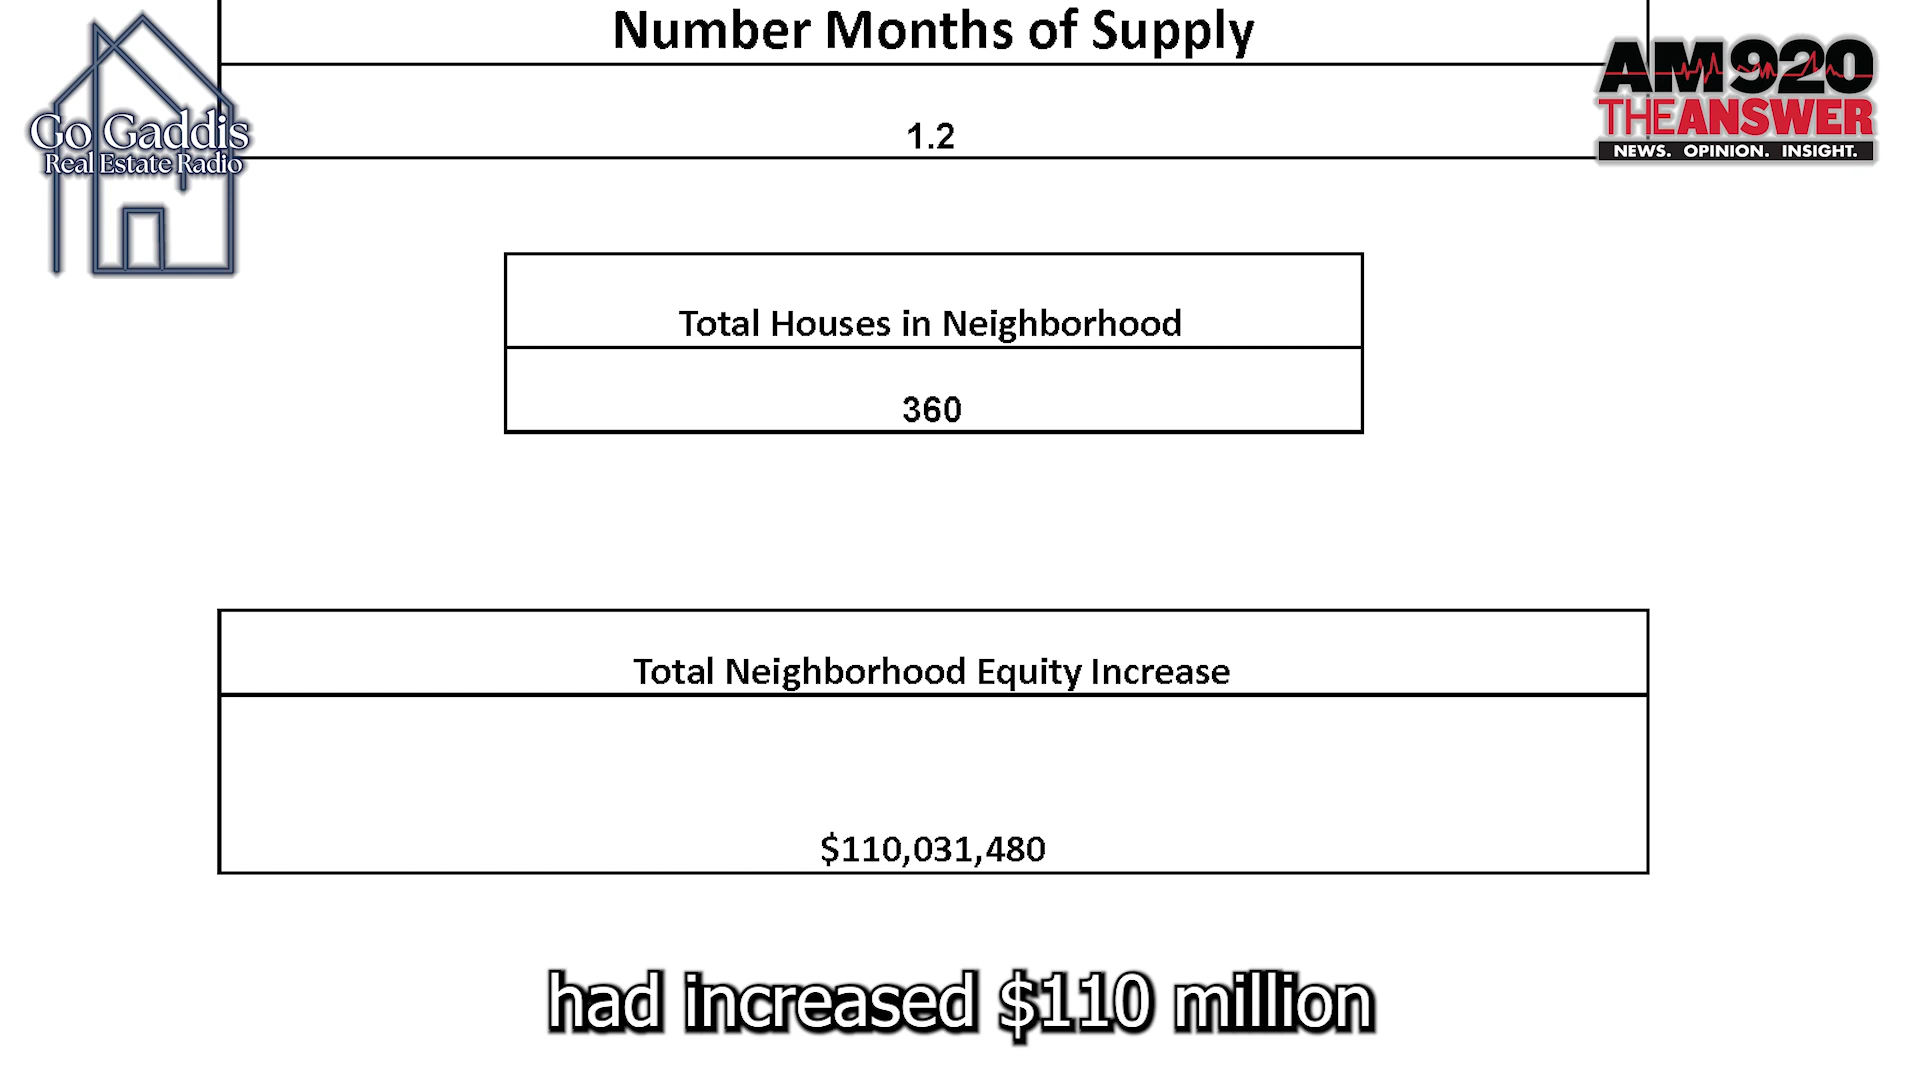 Number Months of Supply
1.2
Go Gaddis
Real Estate Radio
AM920
THE ANSWER
NEWS. OPINION. INSIGHT.
Total Houses in Neighborhood
360
Total Neighborhood Equity Increase
$110,031,480
had increased $110 million